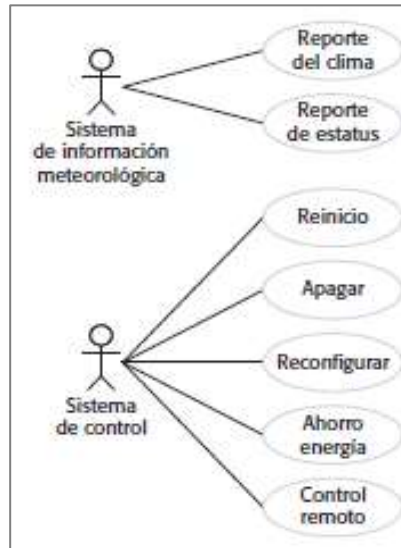 Reporte
del clima
Reporte
de estatus
Sistema
de información
meteorológica
Reinicio
Apagar
Reconfigurar
Sistema
de control
Ahorro
energía
Control
remoto